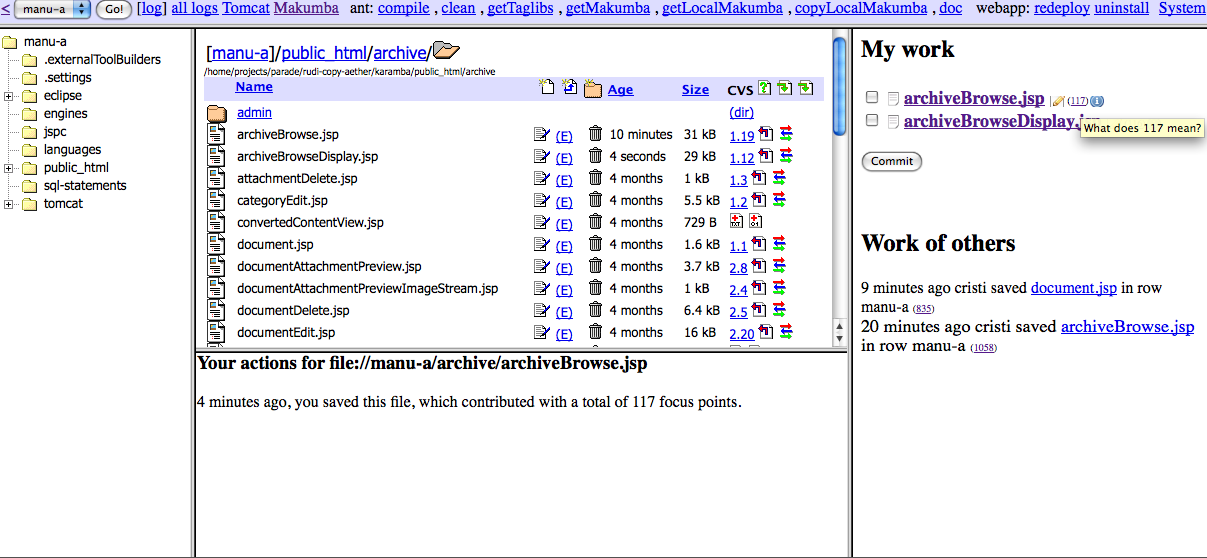 < manu-a Go! [log] all logs Tomcat Makumba ant: compile , clean , getTaglibs , getMakumba , getLocalMakumba , copyLocalMakumba , doc webapp: redeploy uninstall System
manu-a
.externalToolBuilders
.settings
eclipse
engines
jspc
languages
public_html
sql-statements
tomcat
[manu-a]/public_html/archive/
/home/projects/parade/rudi-copy-aether/karamba/public_html/archive
Name Age Size CVS
admin (dir)
archiveBrowse.jsp (E) 10 minutes 31 kB 1.19
archiveBrowseDisplay.jsp (E) 4 seconds 29 kB 1.12
attachmentDelete.jsp (E) 4 months 1 kB 1.3
categoryEdit.jsp (E) 4 months 5.5 kB 1.2
convertedContentView.jsp (E) 4 months 729 B
document.jsp (E) 4 months 1.6 kB 1.1
documentAttachmentPreview.jsp (E) 4 months 3.7 kB 2.8
documentAttachmentPreviewImageStream.jsp (E) 4 months 1 kB 2.4
documentDelete.jsp (E) 4 months 6.4 kB 2.5
documentEdit.jsp (E) 4 months 16 kB 2.20
Your actions for file://manu-a/archive/archiveBrowse.jsp
4 minutes ago, you saved this file, which contributed with a total of 117 focus points.
My work
archiveBrowse.jsp (117)
archiveBrowseDisplay.jsp
What does 117 mean?
Commit
Work of others
9 minutes ago cristi saved document.jsp in row
manu-a (835)
20 minutes ago cristi saved archiveBrowse.jsp
in row manu-a (1058)